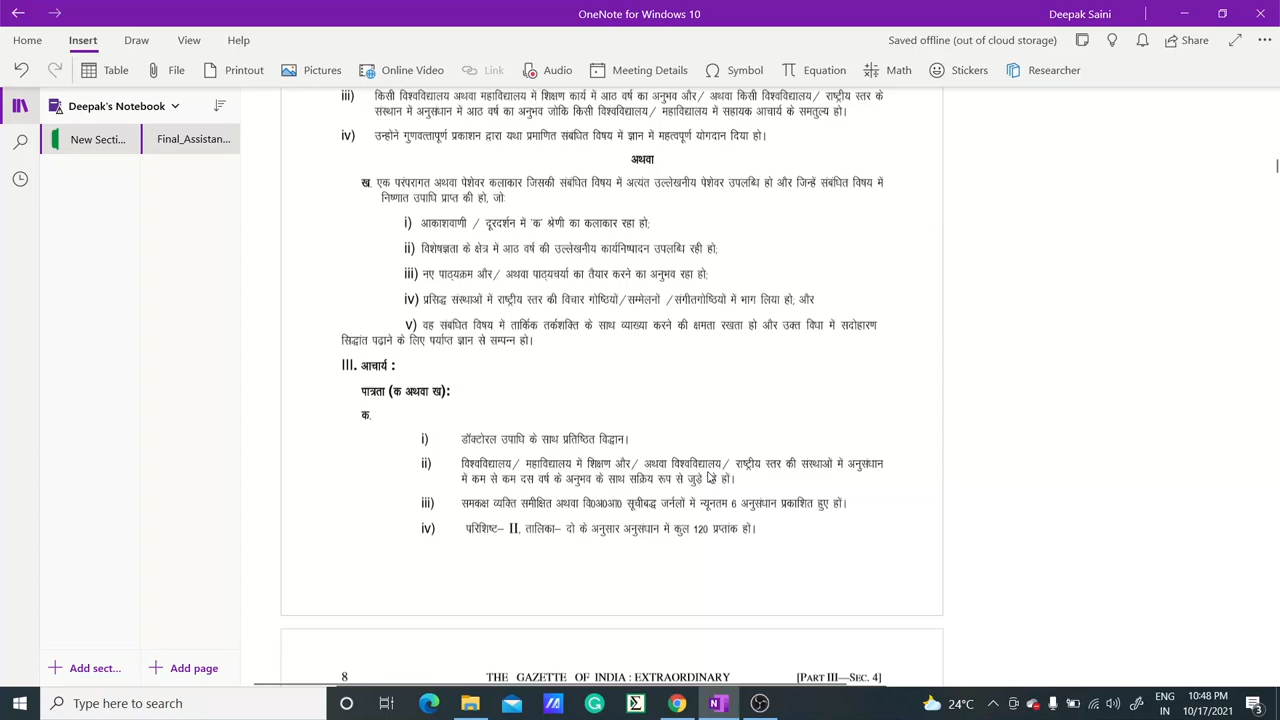 OneNote for Windows 10
Deepak Saini
Home Insert Draw View Help
Saved offline (out of cloud storage)
Share
Table File Printout Pictures Online Video Link Audio Meeting Details Symbol Equation Math Stickers Researcher
Deepak's Notebook
New Secti...
Final_Assistan...
iii) किसी विश्वविद्यालय अथवा महाविद्यालय में शिक्षण कार्य में आठ वर्ष का अनुभव और/ अथवा किसी विश्वविद्यालय/ राष्ट्रीय स्तर के
संस्थान में अनुसंधान में आठ वर्ष का अनुभव जोकि किसी विश्वविद्यालय/ महाविद्यालय में सहायक आचार्य के समतुल्य हो।
iv) उन्होने गुणवत्तापूर्ण प्रकाशन द्वारा यथा प्रमाणित संबंधित विषय में ज्ञान में महत्वपूर्ण योगदान दिया हो।
अथवा
ख. एक परंपरागत अथवा पेशेवर कलाकार जिसकी संबंधित विषय में अत्यंत उल्लेखनीय पेशेवर उपलब्धि हो और जिन्हें संबंधित विषय में
निष्णात उपाधि प्राप्त की हो, जोः
i) आकाशवाणी / दूरदर्शन में 'क' श्रेणी का कलाकार रहा हो;
ii) विशेषज्ञता के क्षेत्र में आठ वर्ष की उल्लेखनीय कार्यनिष्पादन उपलब्धि रही हो;
iii) नए पाठ्यक्रम और/ अथवा पाठ्यचर्या का तैयार करने का अनुभव रहा हो;
iv) प्रसिद्ध संस्थाओं में राष्ट्रीय स्तर की विचार गोष्ठियों/सम्मेलनों /संगीतगोष्ठियों में भाग लिया हो; और
v) वह संबंधित विषय में तार्किक तर्कशक्ति के साथ व्याख्या करने की क्षमता रखता हो और उक्त विधा में सदोहारण
सिद्धांत पढ़ाने के लिए पर्याप्त ज्ञान से सम्पन्न हो।
III. आचार्य :
पात्रता (क अथवा ख):
क.
i) डॉक्टोरल उपाधि के साथ प्रतिष्ठित विद्वान।
ii) विश्वविद्यालय/ महाविद्यालय में शिक्षण और/ अथवा विश्वविद्यालय/ राष्ट्रीय स्तर की संस्थाओं में अनुसंधान
में कम से कम दस वर्ष के अनुभव के साथ सक्रिय रूप से जुड़े रहे हों।
iii) समकक्ष व्यक्ति समीक्षित अथवा वि0अ0आ0 सूचीबद्ध जर्नलों में न्यूनतम 6 अनुसंधान प्रकाशित हुए हों।
iv) परिशिष्ट– II, तालिका– दो के अनुसार अनुसंधान में कुल 120 प्राप्तांक हो।
8 THE GAZETTE OF INDIA : EXTRAORDINARY [PART III—SEC. 4]
Add sect... Add page
Type here to search
24°C
ENG
IN
10:48 PM
10/17/2021
3